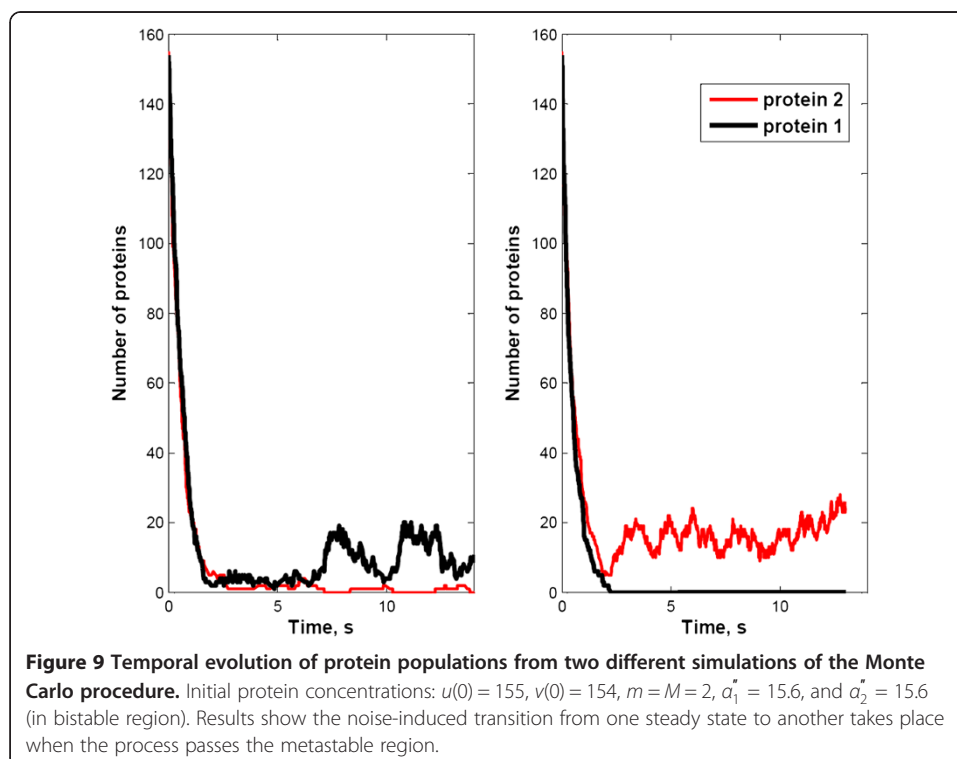 160
140
120
100
80
60
40
20
0
Number of proteins
0 5 10
Time, s
160
140
120
100
80
60
40
20
0
Number of proteins
protein 2
protein 1
0 5 10
Time, s
Figure 9 Temporal evolution of protein populations from two different simulations of the Monte
Carlo procedure. Initial protein concentrations: u(0) = 155, v(0) = 154, m = M = 2, α″₁ = 15.6, and α″₂ = 15.6
(in bistable region). Results show the noise-induced transition from one steady state to another takes place
when the process passes the metastable region.